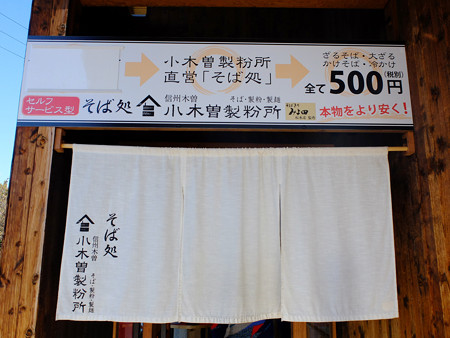 小木曽製粉所
直営「そば処」
ざるそば・大ざる
かけそば・冷かけ
全て500円(税別)
セルフ
サービス型
そば処
信州木曽
そば・製粉・製麺
小木曽製粉所
本物をより安く!
そば処
信州木曽
そば・製粉・製麺
小木曽製粉所